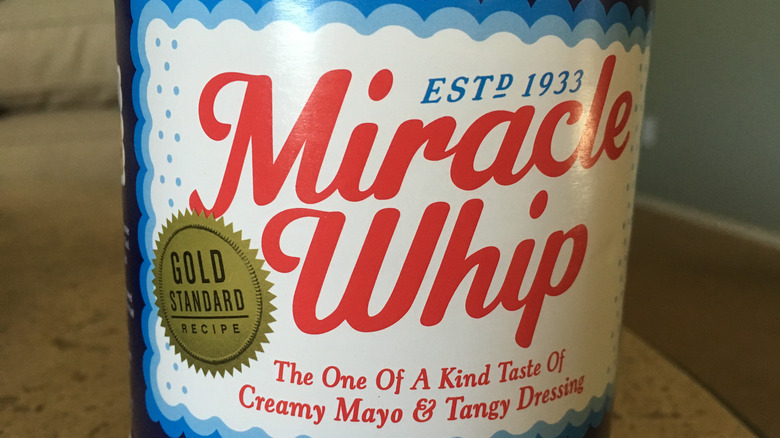 ESTD 1933
Miracle
Whip
GOLD
STANDARD
RECIPE
The One Of A Kind Taste Of
Creamy Mayo & Tangy Dressing